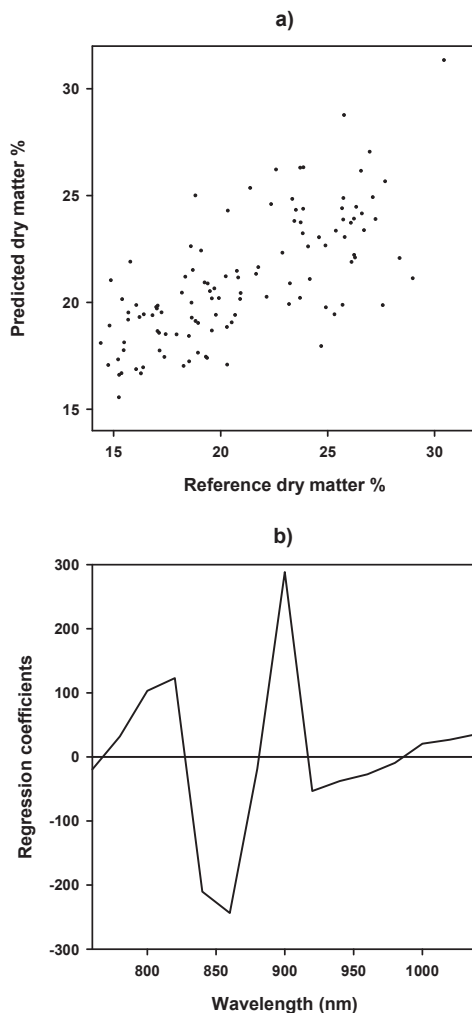 a)
Predicted dry matter %
30
25
20
15
15 20 25 30
Reference dry matter %
b)
Regression coefficients
300
200
100
0
-100
-200
-300
800 850 900 950 1000
Wavelength (nm)